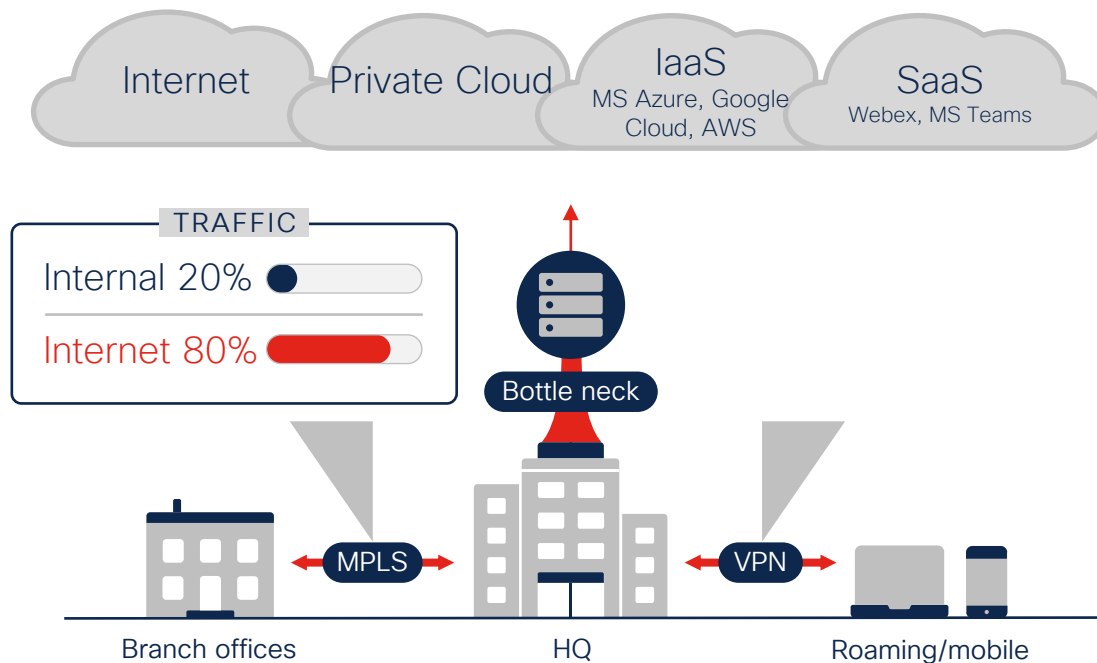 Internet
Private Cloud
IaaS
MS Azure, Google
Cloud, AWS
SaaS
Webex, MS Teams
TRAFFIC
Internal 20%
Internet 80%
Bottle neck
MPLS
VPN
Branch offices
HQ
Roaming/mobile